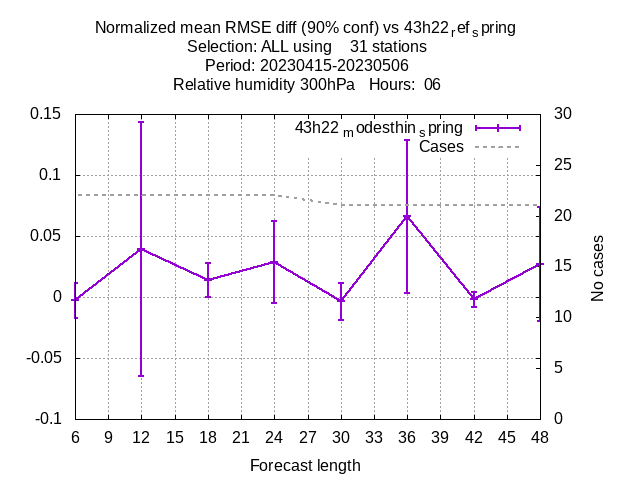 Normalized mean RMSE diff (90% conf) vs 43h22refspring
Selection: ALL using 31 stations
Period: 20230415-20230506
Relative humidity 300hPa Hours: 06
43h22modesthinspring
Cases
0.15
0.1
0.05
0
-0.05
-0.1
30
25
20
15
10
5
0
No cases
6 9 12 15 18 21 24 27 30 33 36 39 42 45 48
Forecast length